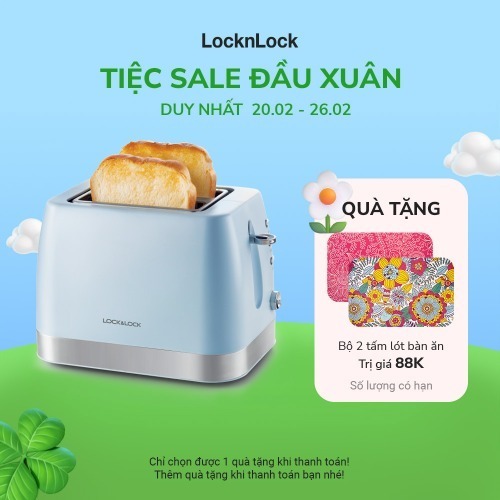 LocknLock
TIỆC SALE ĐẦU XUÂN
DUY NHẤT 20.02 - 26.02
LOCK&LOCK
QUÀ TẶNG
Bộ 2 tấm lót bàn ăn
Trị giá 88K
Số lượng có hạn
Chỉ chọn được 1 quà tặng khi thanh toán!
Thêm quà tặng khi thanh toán bạn nhé!